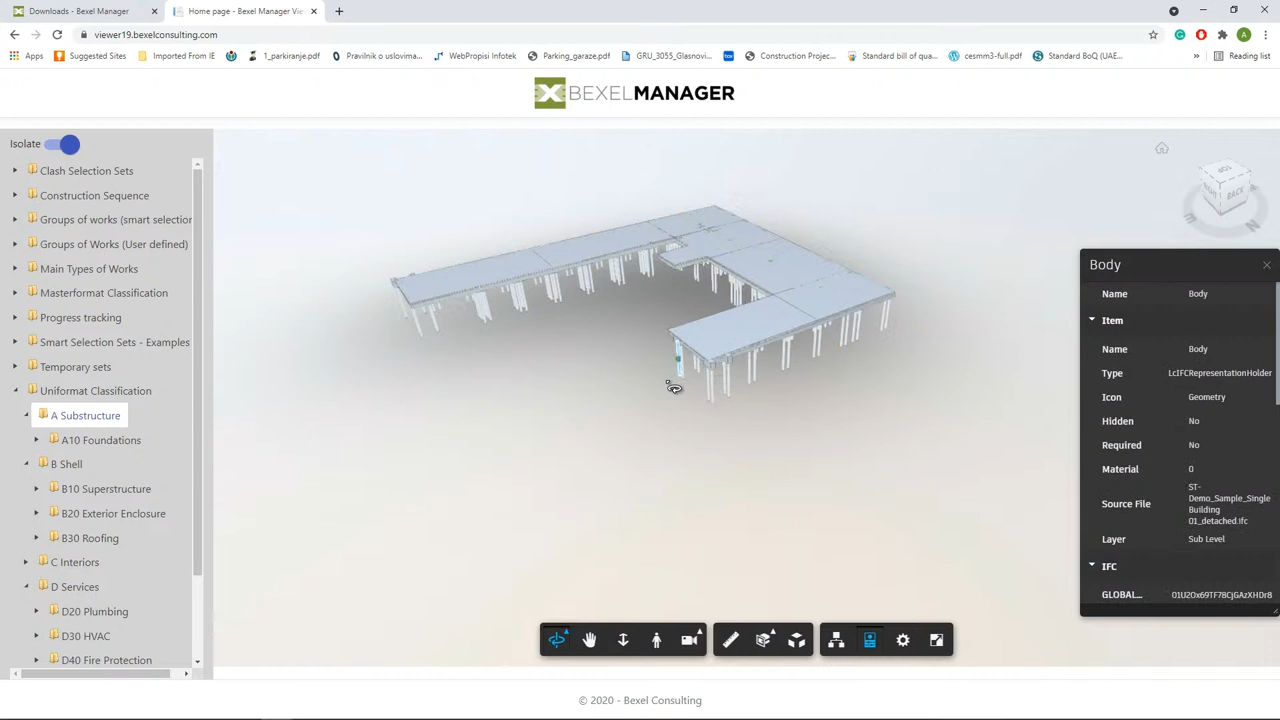 Downloads - Bexel Manager
Home page - Bexel Manager Vie
viewer19.bexelconsulting.com
Apps
Suggested Sites
Imported From IE
1_parkiranje.pdf
Pravilnik o uslovima...
WebPropisi Infotek
Parking_garaze.pdf
GRU_3055_Glasnovi...
Construction Projec...
Standard bill of qua...
cesmm3-full.pdf
Standard BoQ (UAE...
Reading list
BEXELMANAGER
Isolate
Clash Selection Sets
Construction Sequence
Groups of works (smart selection
Groups of Works (User defined)
Main Types of Works
Masterformat Classification
Progress tracking
Smart Selection Sets - Examples
Temporary sets
Uniformat Classification
A Substructure
A10 Foundations
B Shell
B10 Superstructure
B20 Exterior Enclosure
B30 Roofing
C Interiors
D Services
D20 Plumbing
D30 HVAC
D40 Fire Protection
BACK
Body
Name Body
Item
Name Body
Type LcIFCRepresentationHolder
Icon Geometry
Hidden No
Required No
Material 0
Source File ST-
Demo_Sample_Single
Building
01_detached.ifc
Layer Sub Level
IFC
GLOBAL... 01U2Ox69TF78CjGAzXH0r8
© 2020 - Bexel Consulting